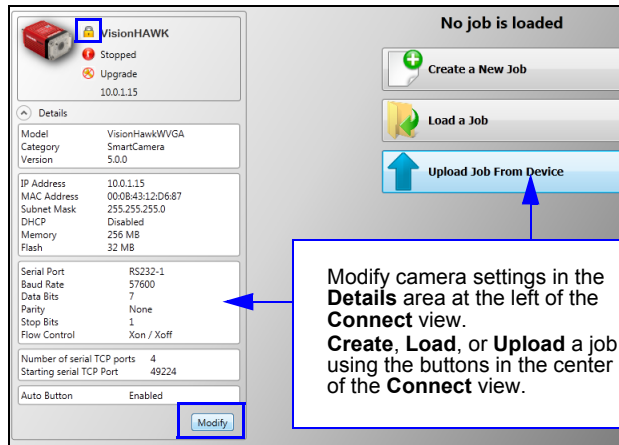 VisionHAWK
Stopped
Upgrade
10.0.1.15
Details
Model VisionHawkWVGA
Category SmartCamera
Version 5.0.0
IP Address 10.0.1.15
MAC Address 00:0B:43:12:D6:87
Subnet Mask 255.255.255.0
DHCP Disabled
Memory 256 MB
Flash 32 MB
Serial Port RS232-1
Baud Rate 57600
Data Bits 7
Parity None
Stop Bits 1
Flow Control Xon / Xoff
Number of serial TCP ports 4
Starting serial TCP Port 49224
Auto Button Enabled
Modify
No job is loaded
Create a New Job
Load a Job
Upload Job From Device
Modify camera settings in the
Details area at the left of the
Connect view.
Create, Load, or Upload a job
using the buttons in the center
of the Connect view.